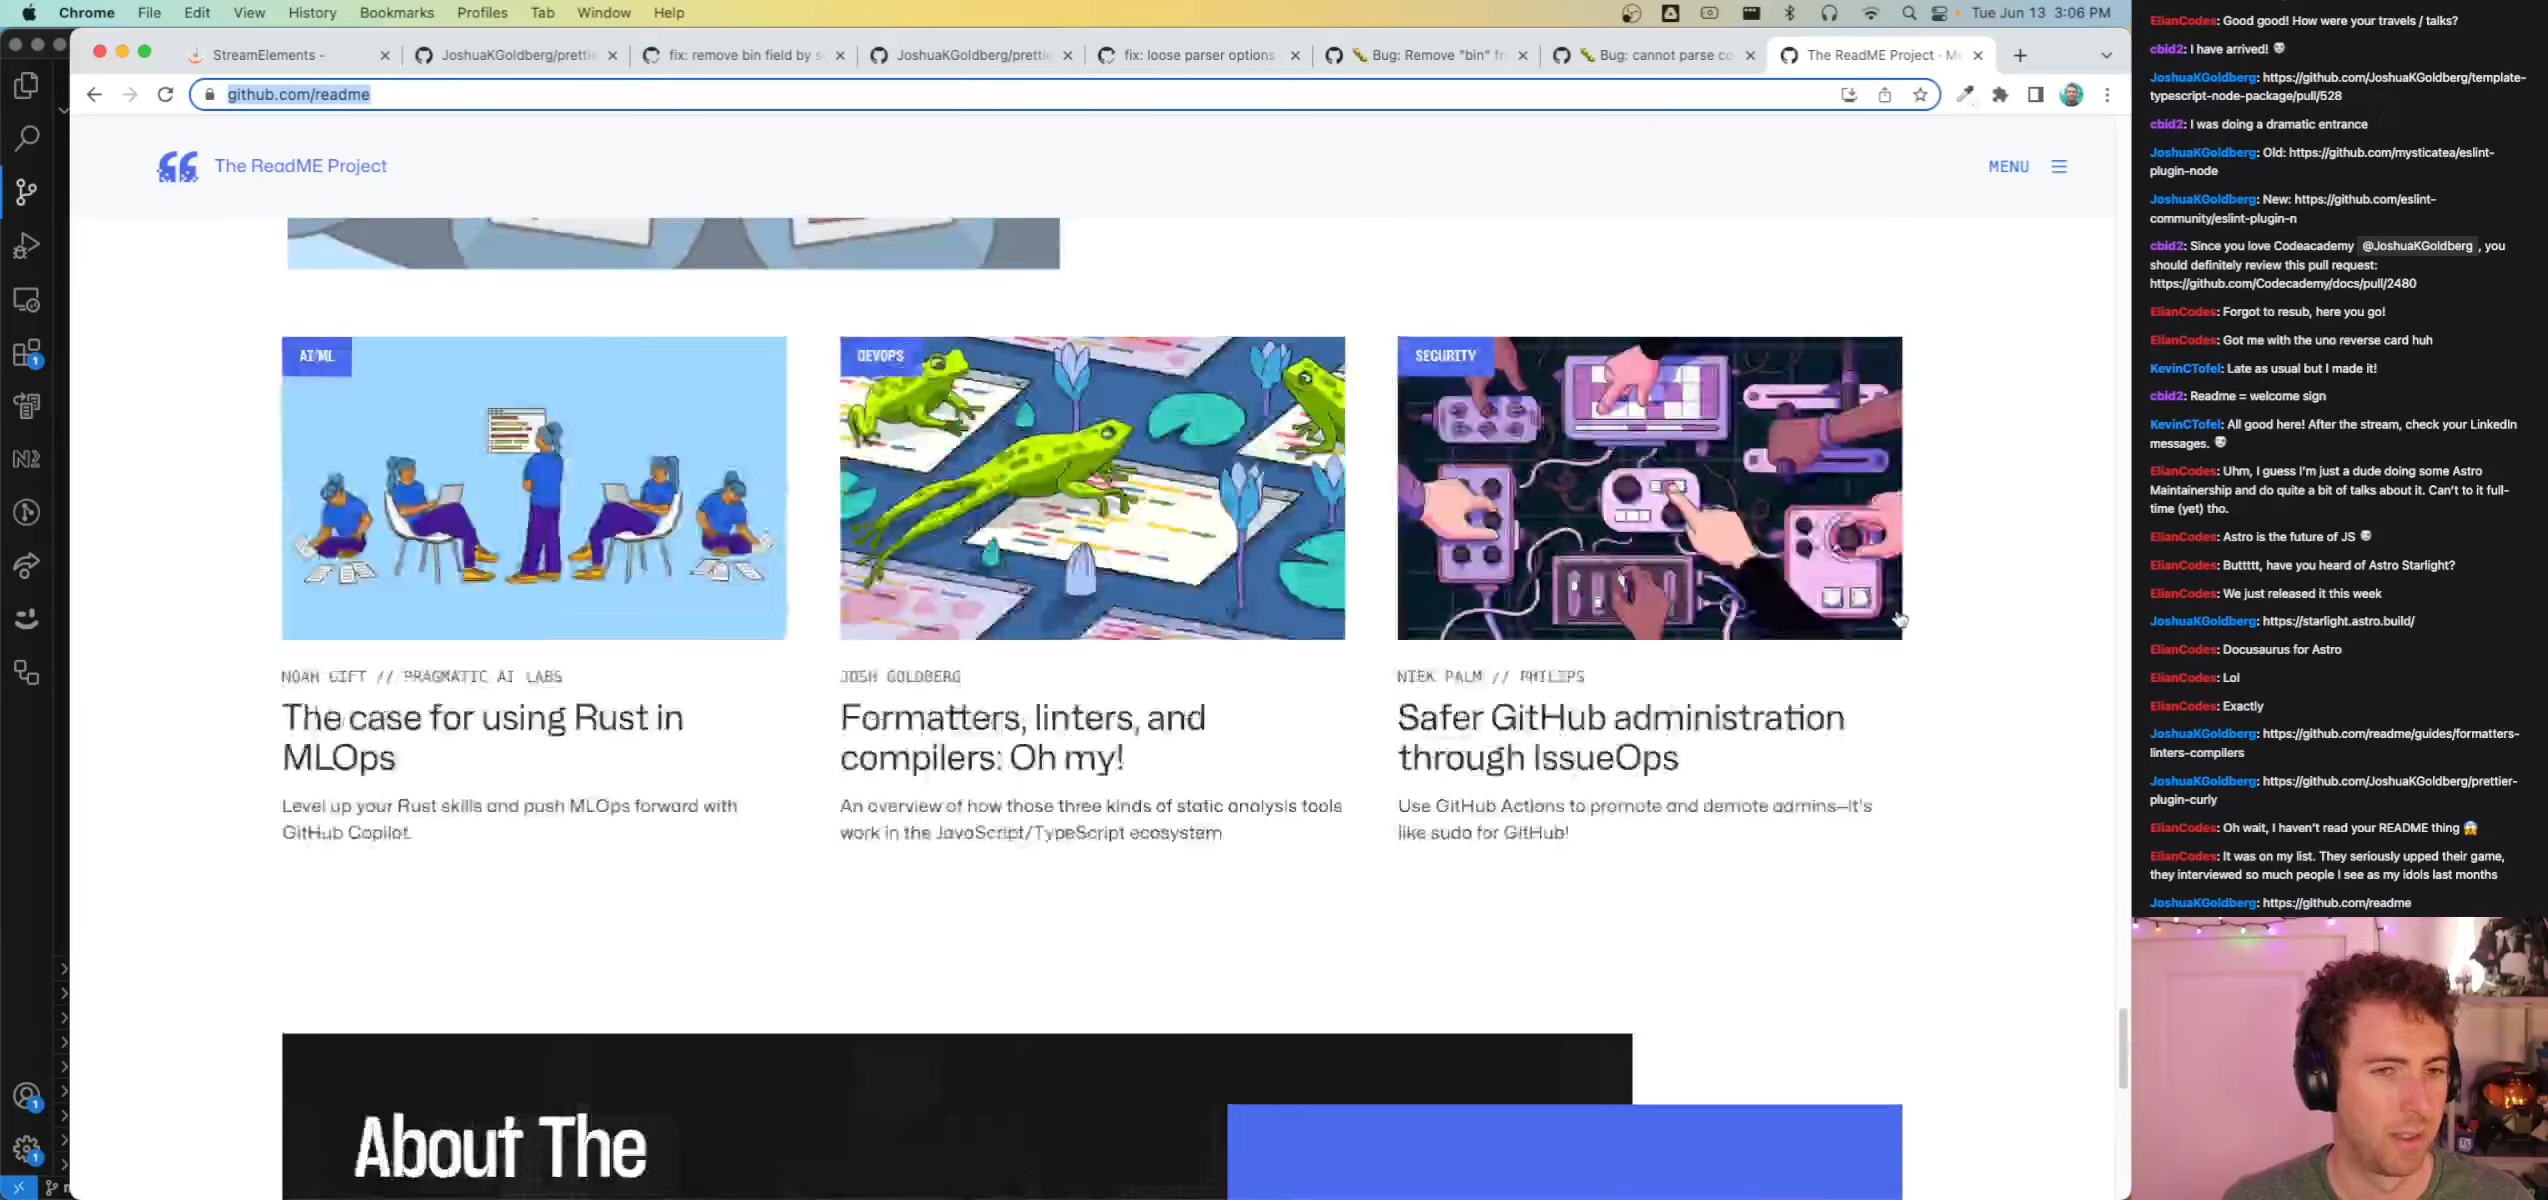 Chrome File Edit View History Bookmarks Profiles Tab Window Help
Tue Jun 13 3:06 PM
StreamElements -
JoshuaKGoldberg/prettie
fix: remove bin field by s
JoshuaKGoldberg/prettie
fix: loose parser options
Bug: Remove "bin" fr
Bug: cannot parse co
The ReadME Project · Me
github.com/readme
The ReadME Project
MENU
AI/ML
NOAH GIFT // PRAGMATIC AI LABS
The case for using Rust in
MLOps
Level up your Rust skills and push MLOps forward with
GitHub Copilot.
DEVOPS
JOSH GOLDBERG
Formatters, linters, and
compilers: Oh my!
An overview of how those three kinds of static analysis tools
work in the JavaScript/TypeScript ecosystem
SECURITY
NIEK PALM // PHILIPS
Safer GitHub administration
through IssueOps
Use GitHub Actions to promote and demote admins—it's
like sudo for GitHub!
About The
1
1
1
ElianCodes: Good good! How were your travels / talks?
cbid2: I have arrived!
JoshuaKGoldberg: https://github.com/JoshuaKGoldberg/template-
typescript-node-package/pull/528
cbid2: I was doing a dramatic entrance
JoshuaKGoldberg: Old: https://github.com/mysticatea/eslint-
plugin-node
JoshuaKGoldberg: New: https://github.com/eslint-
community/eslint-plugin-n
cbid2: Since you love Codeacademy @JoshuaKGoldberg , you
should definitely review this pull request:
https://github.com/Codecademy/docs/pull/2480
ElianCodes: Forgot to resub, here you go!
ElianCodes: Got me with the uno reverse card huh
KevinCTofel: Late as usual but I made it!
cbid2: Readme = welcome sign
KevinCTofel: All good here! After the stream, check your LinkedIn
messages.
ElianCodes: Uhm, I guess I'm just a dude doing some Astro
Maintainership and do quite a bit of talks about it. Can't to it full-
time (yet) tho.
ElianCodes: Astro is the future of JS
ElianCodes: Buttttt, have you heard of Astro Starlight?
ElianCodes: We just released it this week
JoshuaKGoldberg: https://starlight.astro.build/
ElianCodes: Docusaurus for Astro
ElianCodes: Lol
ElianCodes: Exactly
JoshuaKGoldberg: https://github.com/readme/guides/formatters-
linters-compilers
JoshuaKGoldberg: https://github.com/JoshuaKGoldberg/prettier-
plugin-curly
ElianCodes: Oh wait, I haven't read your README thing 😱
ElianCodes: It was on my list. They seriously upped their game,
they interviewed so much people I see as my idols last months
JoshuaKGoldberg: https://github.com/readme